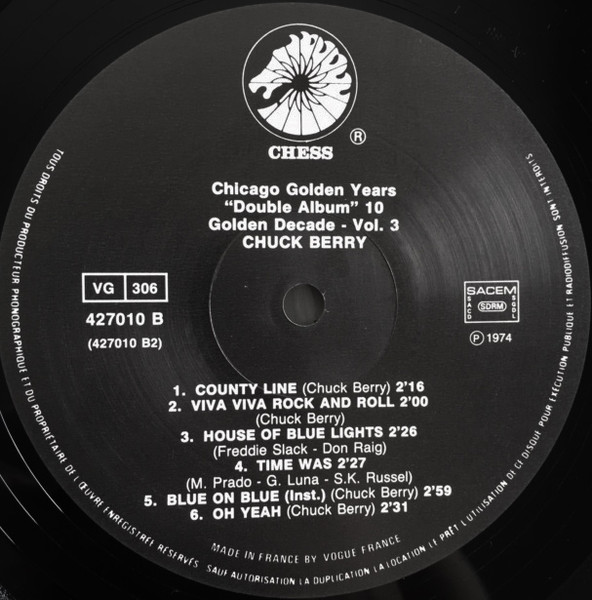 CHESS
®
Chicago Golden Years
“Double Album” 10
Golden Decade - Vol. 3
CHUCK BERRY
VG 306
427010 B
(427010 B2)
SACEM
SACD SDRM SGDL
Ⓟ 1974
1. COUNTY LINE (Chuck Berry) 2'16
2. VIVA VIVA ROCK AND ROLL 2'00
(Chuck Berry)
3. HOUSE OF BLUE LIGHTS 2'26
(Freddie Slack - Don Raig)
4. TIME WAS 2'27
(M. Prado - G. Luna - S.K. Russel)
5. BLUE ON BLUE (Inst.) (Chuck Berry) 2'59
6. OH YEAH (Chuck Berry) 2'31
MADE IN FRANCE BY VOGUE FRANCE
TOUS DROITS DU PRODUCTEUR PHONOGRAPHIQUE ET DU PROPRIÉTAIRE DE L'ŒUVRE ENREGISTRÉE RÉSERVÉS SAUF AUTORISATION LA DUPLICATION LA LOCATION LE PRÊT L'UTILISATION DE CE DISQUE POUR EXÉCUTION PUBLIQUE ET RADIODIFFUSION SONT INTERDITS